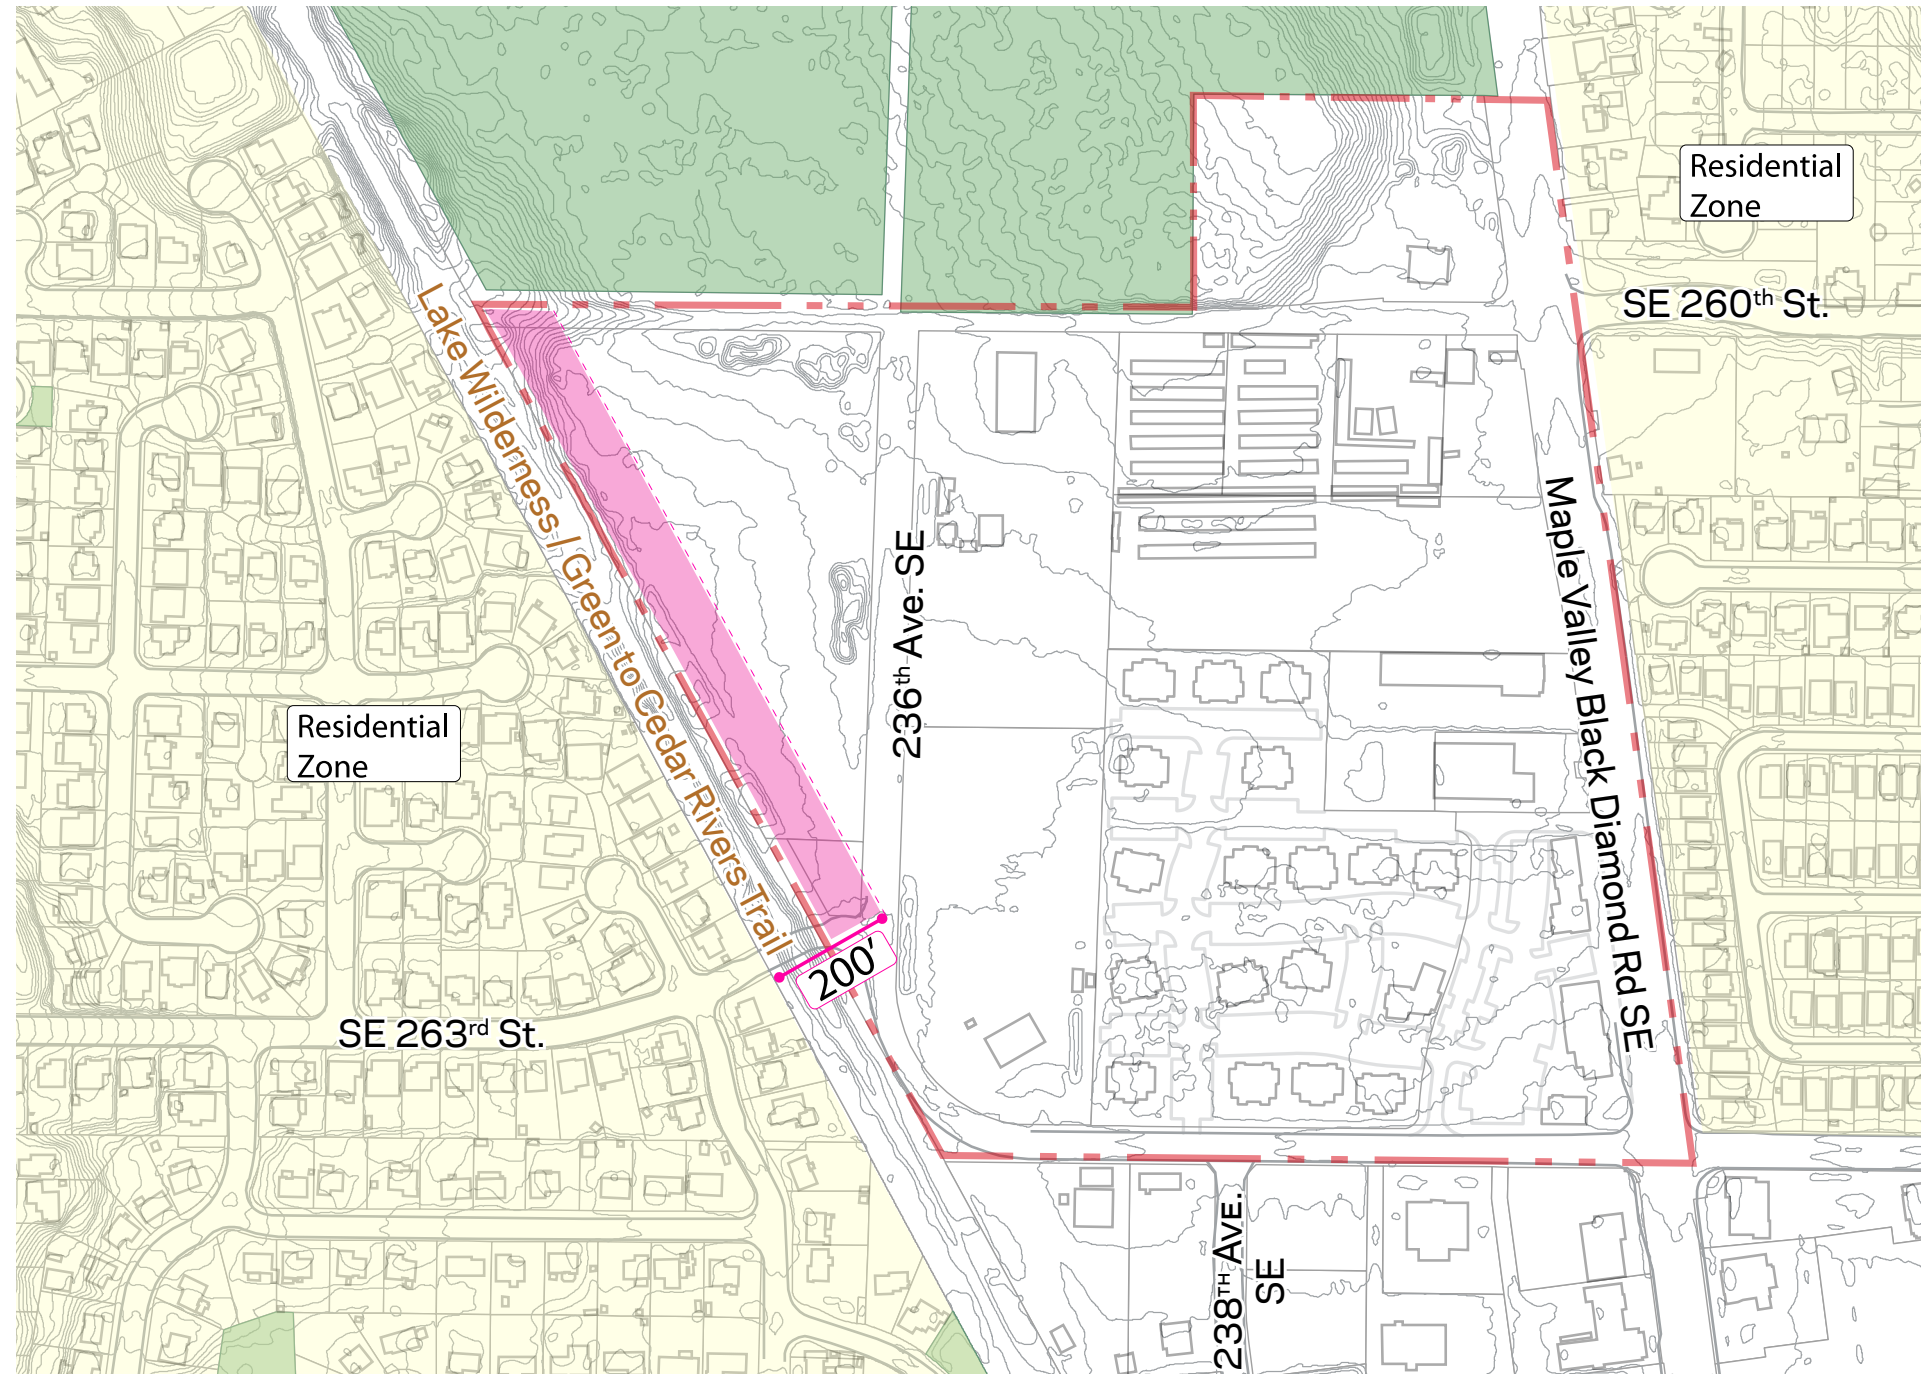 Residential
Zone
SE 260th St.
Lake Wilderness / Green to Cedar Rivers Trail
236th Ave. SE
Maple Valley Black Diamond Rd SE
Residential
Zone
200'
SE 263rd St.
238TH AVE.
SE